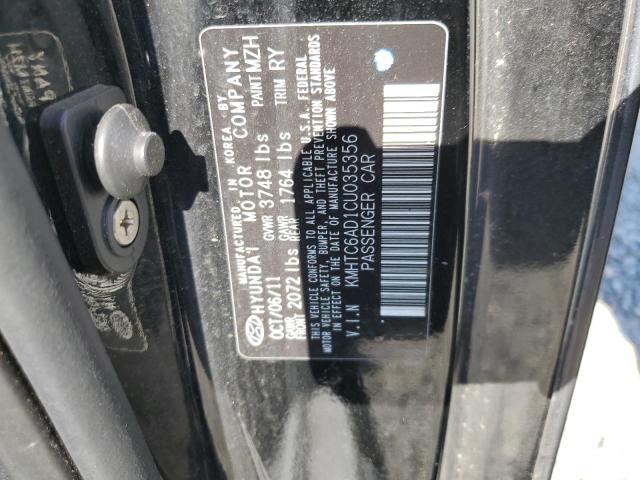 MANUFACTURED IN KOREA BY
HYUNDAI MOTOR COMPANY
OCT/06/11 GVWR 3748 lbs PAINT MZH
GAWR FRONT 2072 lbs GAWR REAR 1764 lbs TRIM RY
THIS VEHICLE CONFORMS TO ALL APPLICABLE U.S.A. FEDERAL
MOTOR VEHICLE SAFETY, BUMPER, AND THEFT PREVENTION STANDARDS
IN EFFECT ON THE DATE OF MANUFACTURE SHOWN ABOVE
V.I.N KMHTC6AD1CU035356
PASSENGER CAR